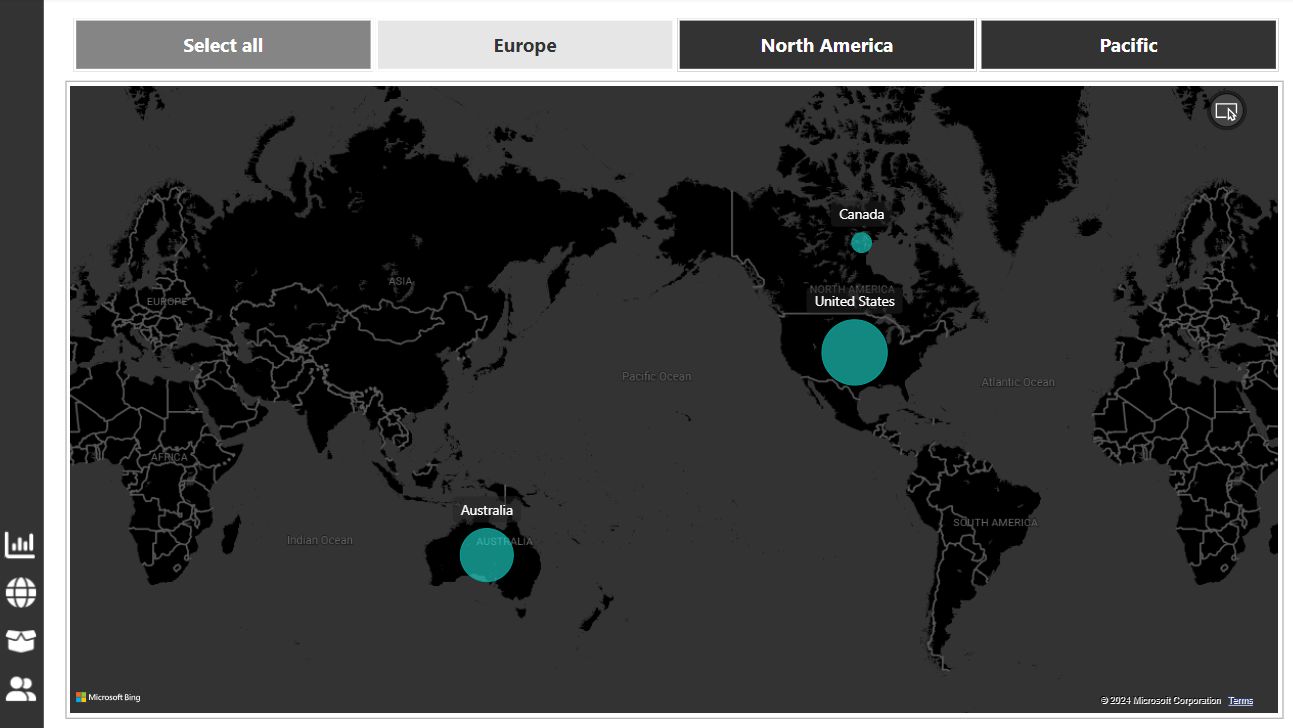 Select all
Europe
North America
Pacific
Canada
NORTH AMERICA
United States
ASIA
EUROPE
Pacific Ocean
Atlantic Ocean
AFRICA
Australia
AUSTRALIA
SOUTH AMERICA
Indian Ocean
Microsoft Bing
© 2024 Microsoft Corporation Terms